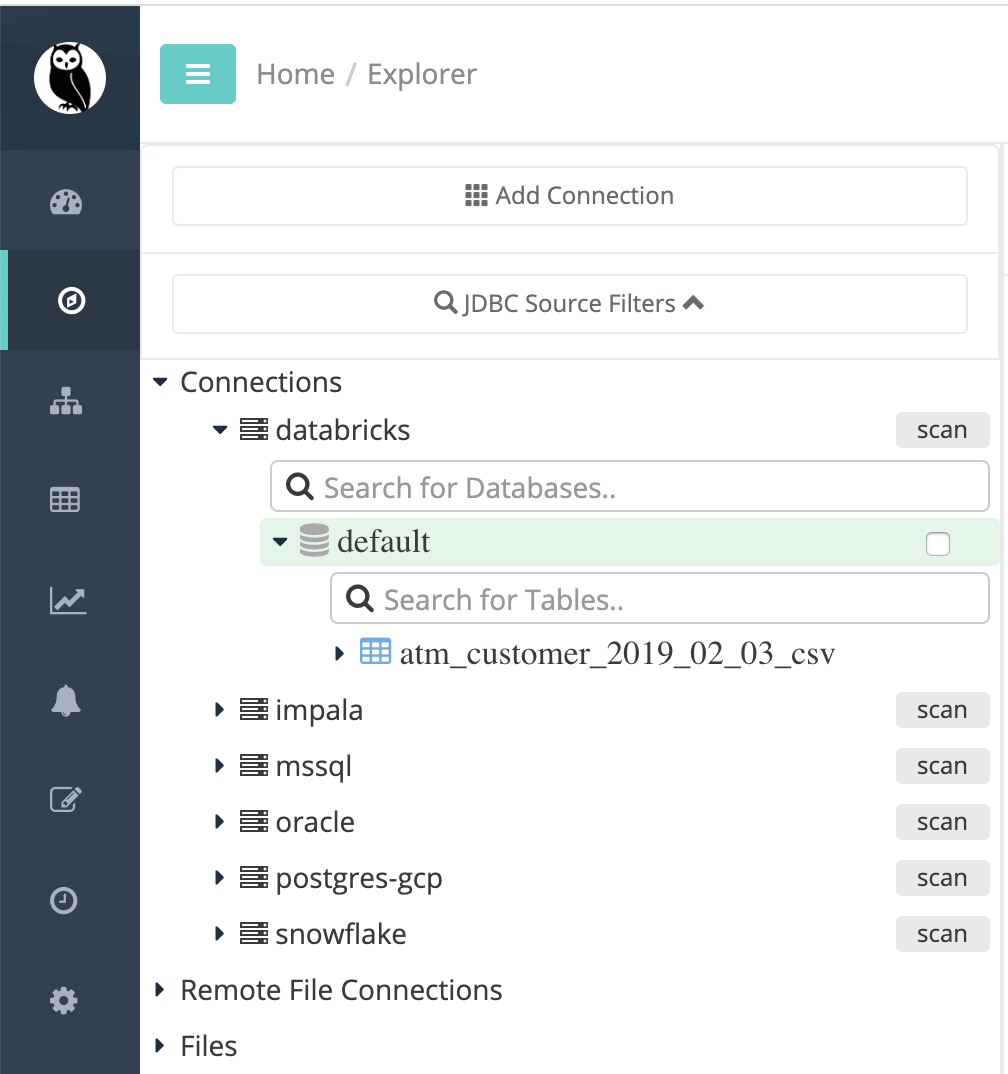 Home / Explorer
Add Connection
JDBC Source Filters
Connections
databricks scan
Search for Databases..
default
Search for Tables..
atm_customer_2019_02_03_csv
impala scan
mssql scan
oracle scan
postgres-gcp scan
snowflake scan
Remote File Connections
Files